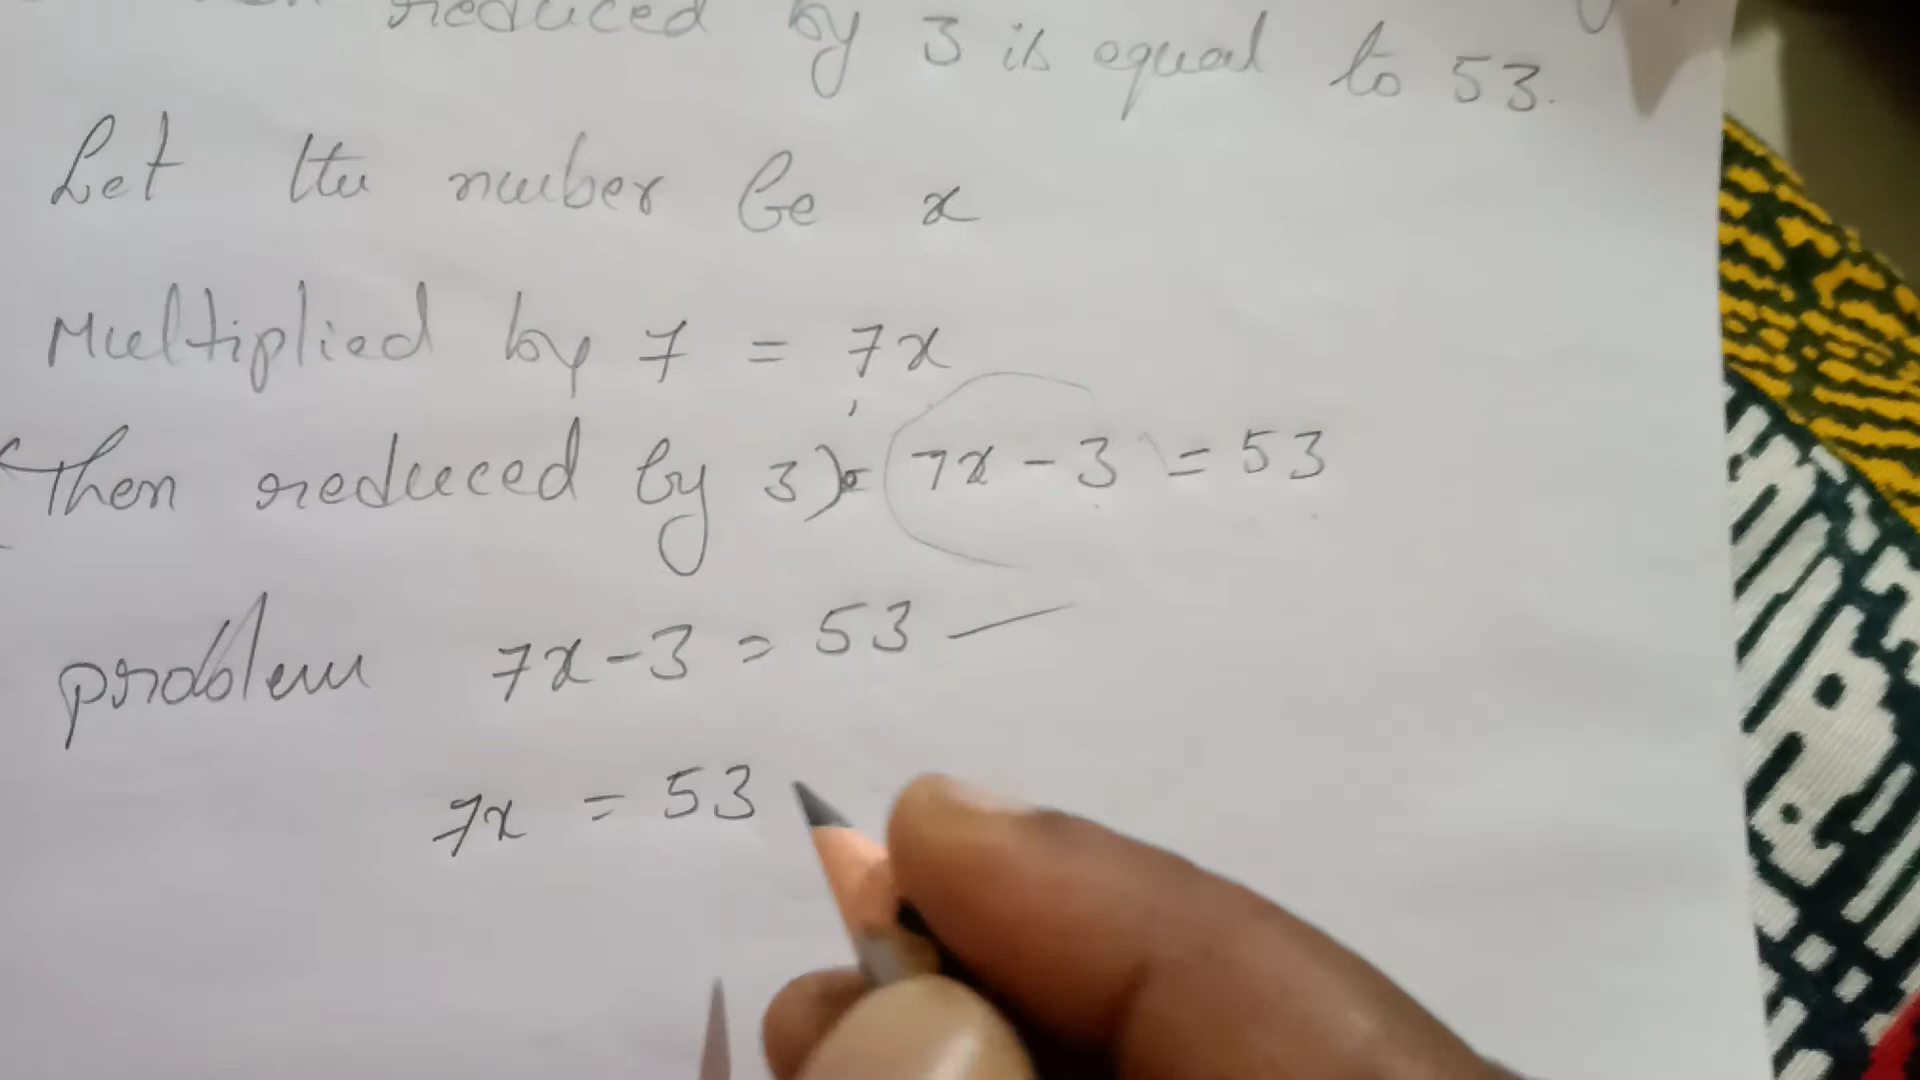 reduced by 3 is equal to 53.
Let the number be x
Multiplied by 7 = 7x
Then reduced by 3) = 7x - 3 = 53
problem 7x - 3 = 53
7x = 53